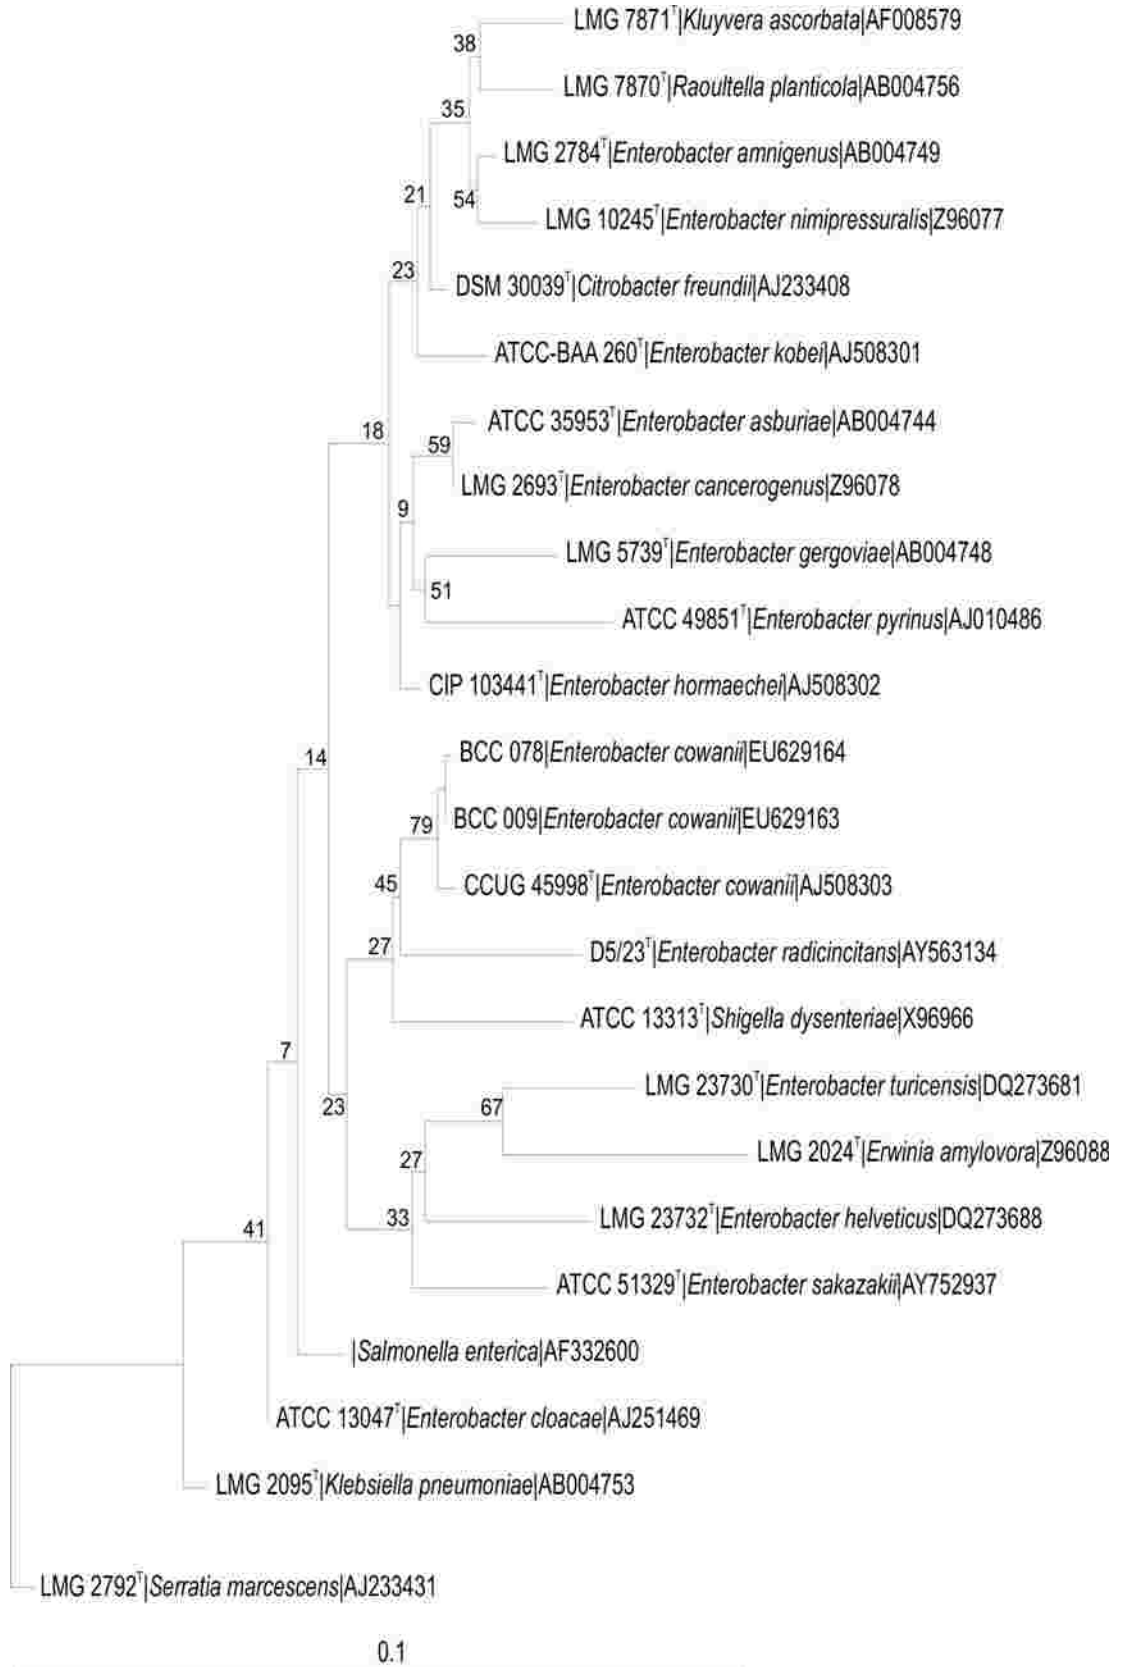 LMG 7871ᵀ|Kluyvera ascorbata|AF008579
38
LMG 7870ᵀ|Raoultella planticola|AB004756
35
LMG 2784ᵀ|Enterobacter amnigenus|AB004749
21
54
LMG 10245ᵀ|Enterobacter nimipressuralis|Z96077
23
DSM 30039ᵀ|Citrobacter freundii|AJ233408
ATCC-BAA 260ᵀ|Enterobacter kobei|AJ508301
ATCC 35953ᵀ|Enterobacter asburiae|AB004744
18
59
LMG 2693ᵀ|Enterobacter cancerogenus|Z96078
9
LMG 5739ᵀ|Enterobacter gergoviae|AB004748
51
ATCC 49851ᵀ|Enterobacter pyrinus|AJ010486
CIP 103441ᵀ|Enterobacter hormaechei|AJ508302
14
BCC 078|Enterobacter cowanii|EU629164
BCC 009|Enterobacter cowanii|EU629163
79
45
CCUG 45998ᵀ|Enterobacter cowanii|AJ508303
27
D5/23ᵀ|Enterobacter radicincitans|AY563134
ATCC 13313ᵀ|Shigella dysenteriae|X96966
7
LMG 23730ᵀ|Enterobacter turicensis|DQ273681
23
67
LMG 2024ᵀ|Erwinia amylovora|Z96088
27
33
LMG 23732ᵀ|Enterobacter helveticus|DQ273688
41
ATCC 51329ᵀ|Enterobacter sakazakii|AY752937
|Salmonella enterica|AF332600
ATCC 13047ᵀ|Enterobacter cloacae|AJ251469
LMG 2095ᵀ|Klebsiella pneumoniae|AB004753
LMG 2792ᵀ|Serratia marcescens|AJ233431
0.1